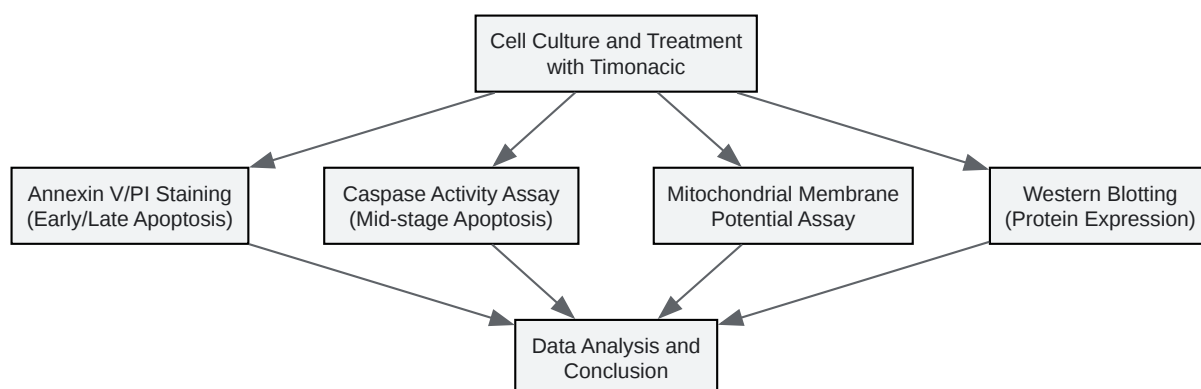 Cell Culture and Treatment
with Timonacic
Annexin V/PI Staining
(Early/Late Apoptosis)
Caspase Activity Assay
(Mid-stage Apoptosis)
Mitochondrial Membrane
Potential Assay
Western Blotting
(Protein Expression)
Data Analysis and
Conclusion